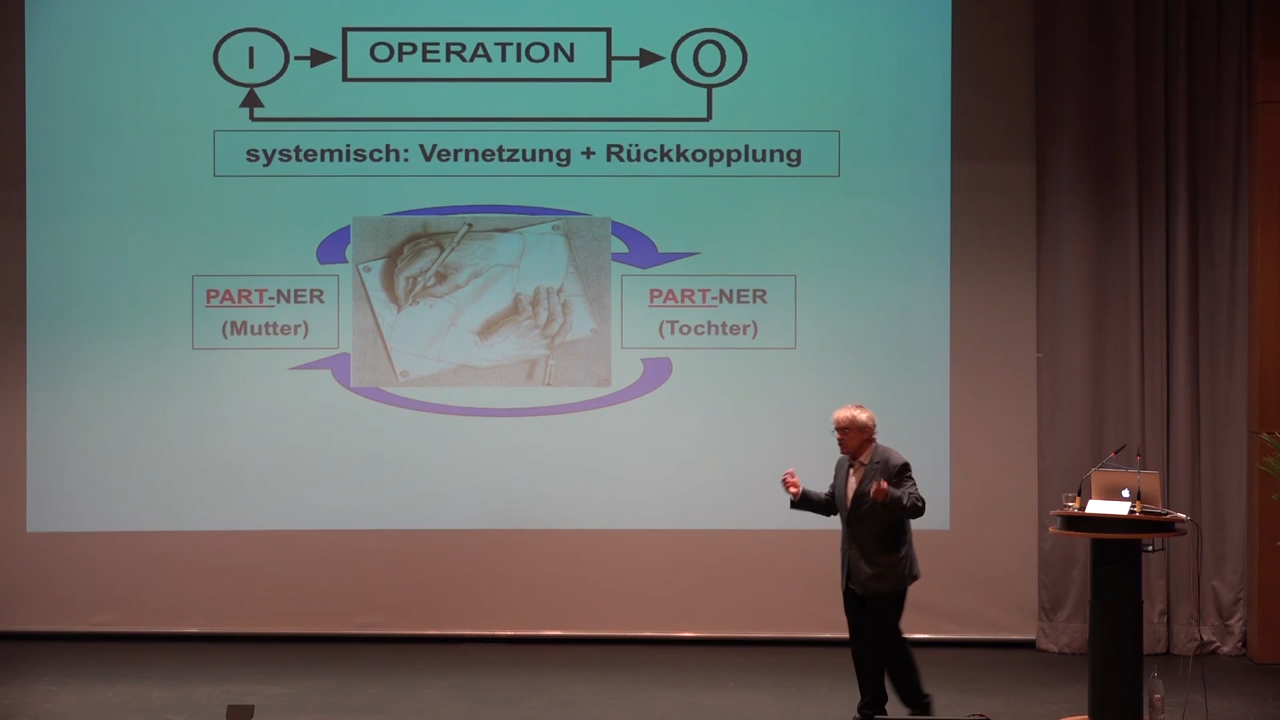 I
OPERATION
O
systemisch: Vernetzung + Rückkopplung
PART-NER
(Mutter)
PART-NER
(Tochter)